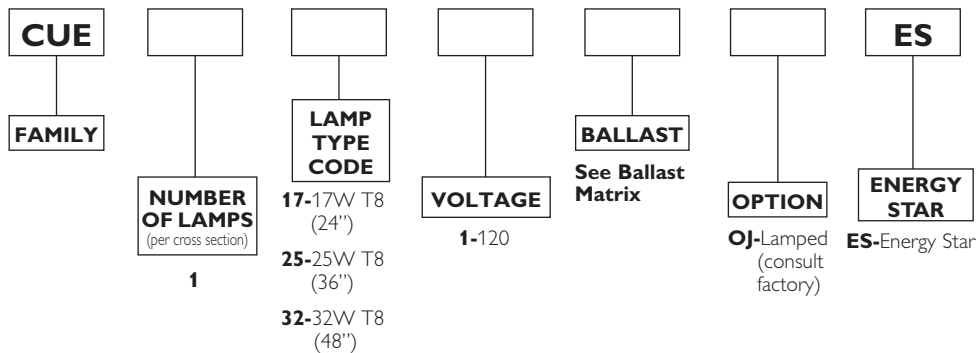 CUE
ES
FAMILY
NUMBER
OF LAMPS
(per cross section)
1
LAMP
TYPE
CODE
17-17W T8
(24”)
25-25W T8
(36”)
32-32W T8
(48”)
VOLTAGE
1-120
BALLAST
See Ballast
Matrix
OPTION
OJ-Lamped
(consult
factory)
ENERGY
STAR
ES-Energy Star